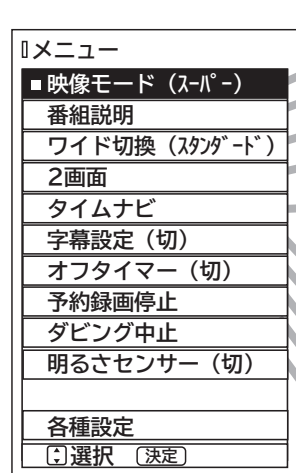 ▯メニュー
■映像モード（ｽｰﾊﾟｰ）
番組説明
ワイド切換（ｽﾀﾝﾀﾞｰﾄﾞ）
2画面
タイムナビ
字幕設定（切）
オフタイマー（切）
予約録画停止
ダビング中止
明るさセンサー（切）
各種設定
選択 決定